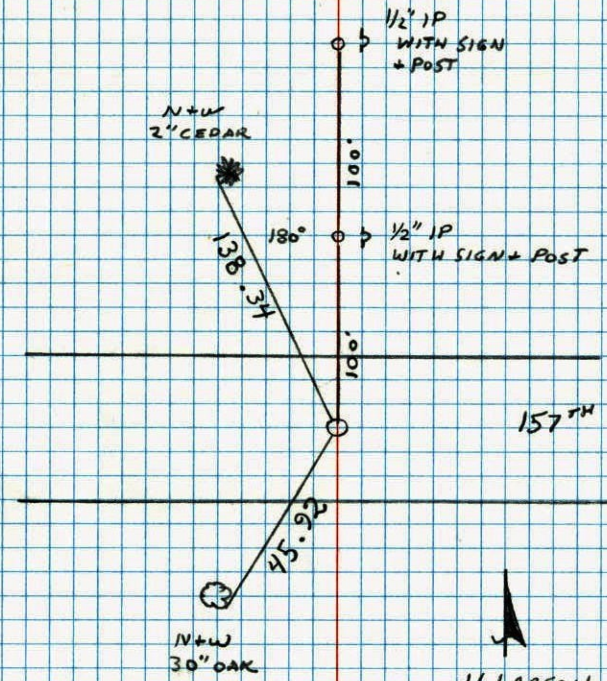 1/2" IP
WITH SIGN
+ POST
N+W
2" CEDAR
100'
180°
1/2" IP
WITH SIGN + POST
138.34
100'
157TH
45.92
N+W
30" OAK